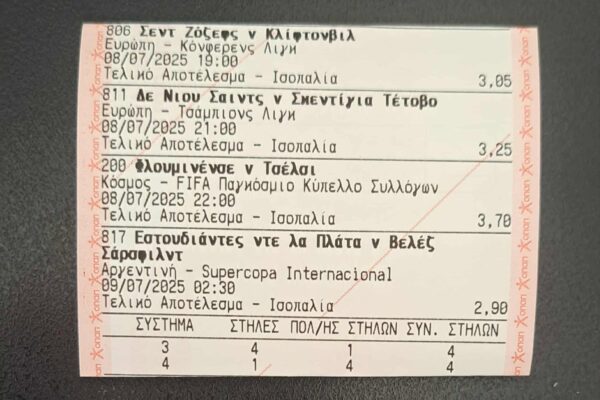 806 Σεντ Ζόζεφς v Κλίφτονβιλ
Ευρώπη - Κόνφερενς Λιγκ
08/07/2025 19:00
Τελικό Αποτέλεσμα - Ισοπαλία 3,05
811 Δε Νιου Σαιντς v Σκεντίγια Τέτοβο
Ευρώπη - Τσάμπιονς Λιγκ
08/07/2025 21:00
Τελικό Αποτέλεσμα - Ισοπαλία 3,25
200 Φλουμινένσε v Τσέλσι
Κόσμος - FIFA Παγκόσμιο Κύπελλο Συλλόγων
08/07/2025 22:00
Τελικό Αποτέλεσμα - Ισοπαλία 3,70
817 Εστουδιάντες ντε λα Πλάτα v Βελέζ
Σάρσφιλντ
Αργεντινή - Supercopa Internacional
09/07/2025 02:30
Τελικό Αποτέλεσμα - Ισοπαλία 2,90
ΣΥΣΤΗΜΑ ΣΤΗΛΕΣ ΠΟΛ/ΗΣ ΣΤΗΛΩΝ ΣΥΝ. ΣΤΗΛΩΝ
3 4 1 4
4 1 4 4
οπαπ